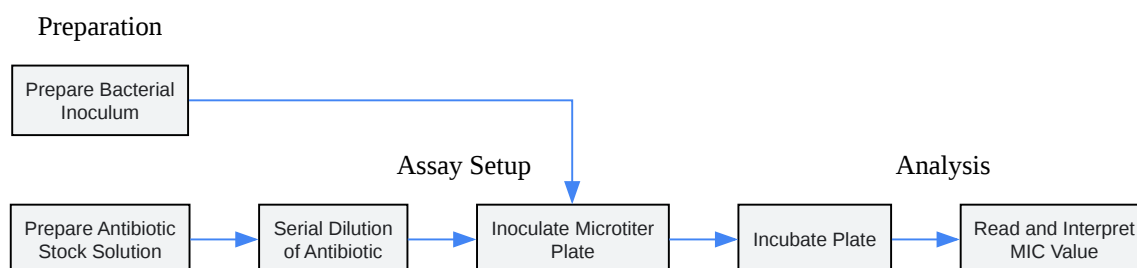 Preparation
Prepare Bacterial
Inoculum
Assay Setup
Analysis
Prepare Antibiotic
Stock Solution
Serial Dilution
of Antibiotic
Inoculate Microtiter
Plate
Incubate Plate
Read and Interpret
MIC Value